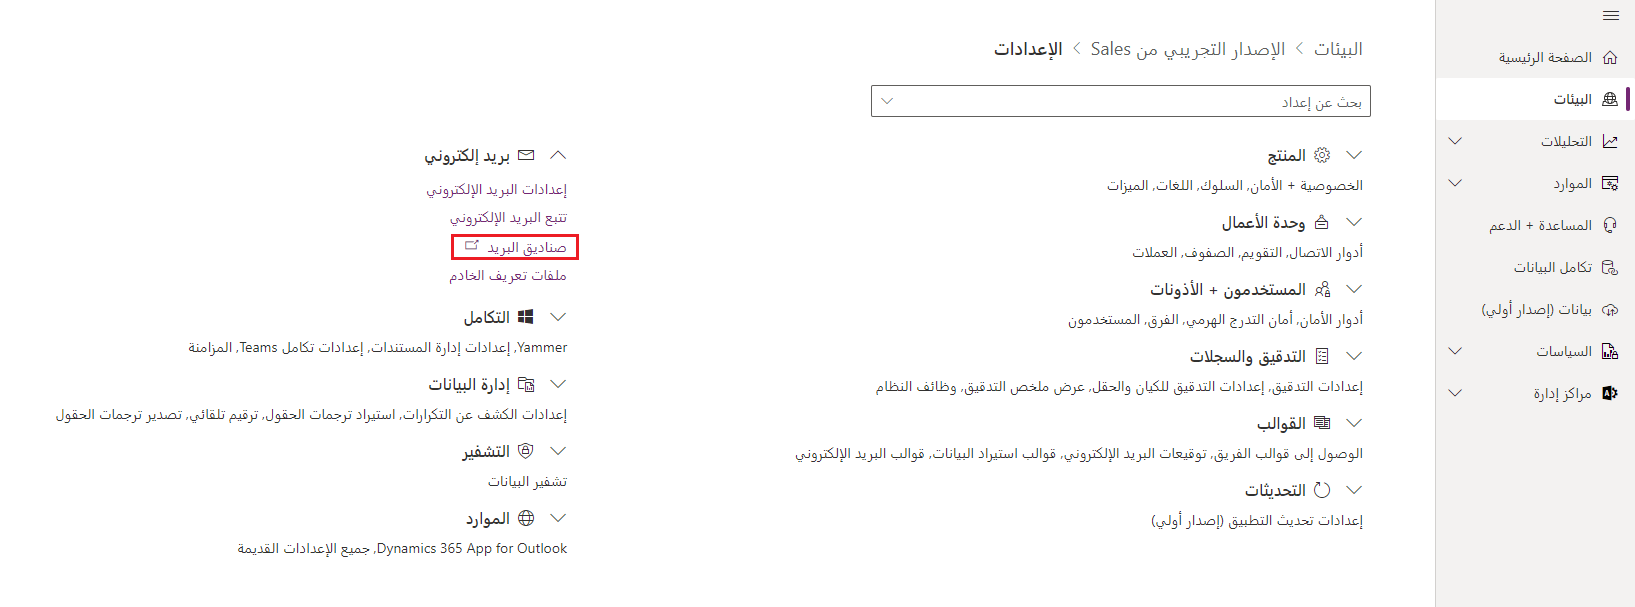 الصفحة الرئيسية
البيئات
التحليلات
الموارد
المساعدة + الدعم
تكامل البيانات
بيانات (إصدار أولي)
السياسات
مراكز إدارة
البيئات > الإصدار التجريبي من Sales > الإعدادات
بحث عن إعداد
المنتج
الخصوصية + الأمان, السلوك, اللغات, الميزات
وحدة الأعمال
أدوار الاتصال, التقويم, الصفوف, العملات
المستخدمون + الأذونات
أدوار الأمان, أمان التدرج الهرمي, الفرق, المستخدمون
التدقيق والسجلات
إعدادات التدقيق, إعدادات التدقيق للكيان والحقل, عرض ملخص التدقيق, وظائف النظام
القوالب
الوصول إلى قوالب الفريق, توقيعات البريد الإلكتروني, قوالب استيراد البيانات, قوالب البريد الإلكتروني
التحديثات
إعدادات تحديث التطبيق (إصدار أولي)
بريد إلكتروني
إعدادات البريد الإلكتروني
تتبع البريد الإلكتروني
صناديق البريد
ملفات تعريف الخادم
التكامل
Yammer, إعدادات إدارة المستندات, إعدادات تكامل Teams, المزامنة
إدارة البيانات
إعدادات الكشف عن التكرارات, استيراد ترجمات الحقول, ترقيم تلقائي, تصدير ترجمات الحقول
التشفير
تشفير البيانات
الموارد
Dynamics 365 App for Outlook, جميع الإعدادات القديمة